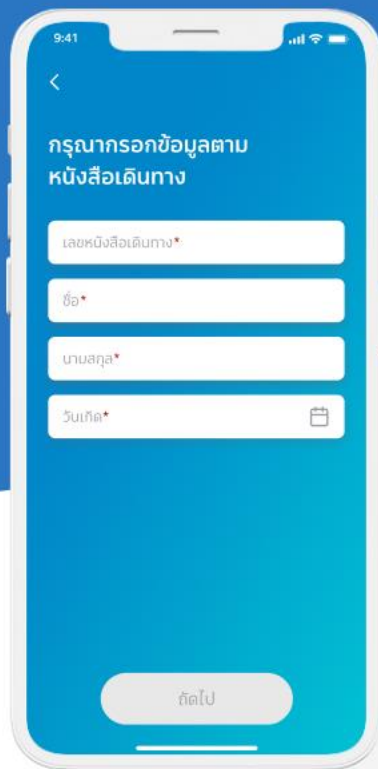 9:41
กรุณากรอกข้อมูลตาม
หนังสือเดินทาง
เลขหนังสือเดินทาง*
ชื่อ*
นามสกุล*
วันเกิด*
ถัดไป